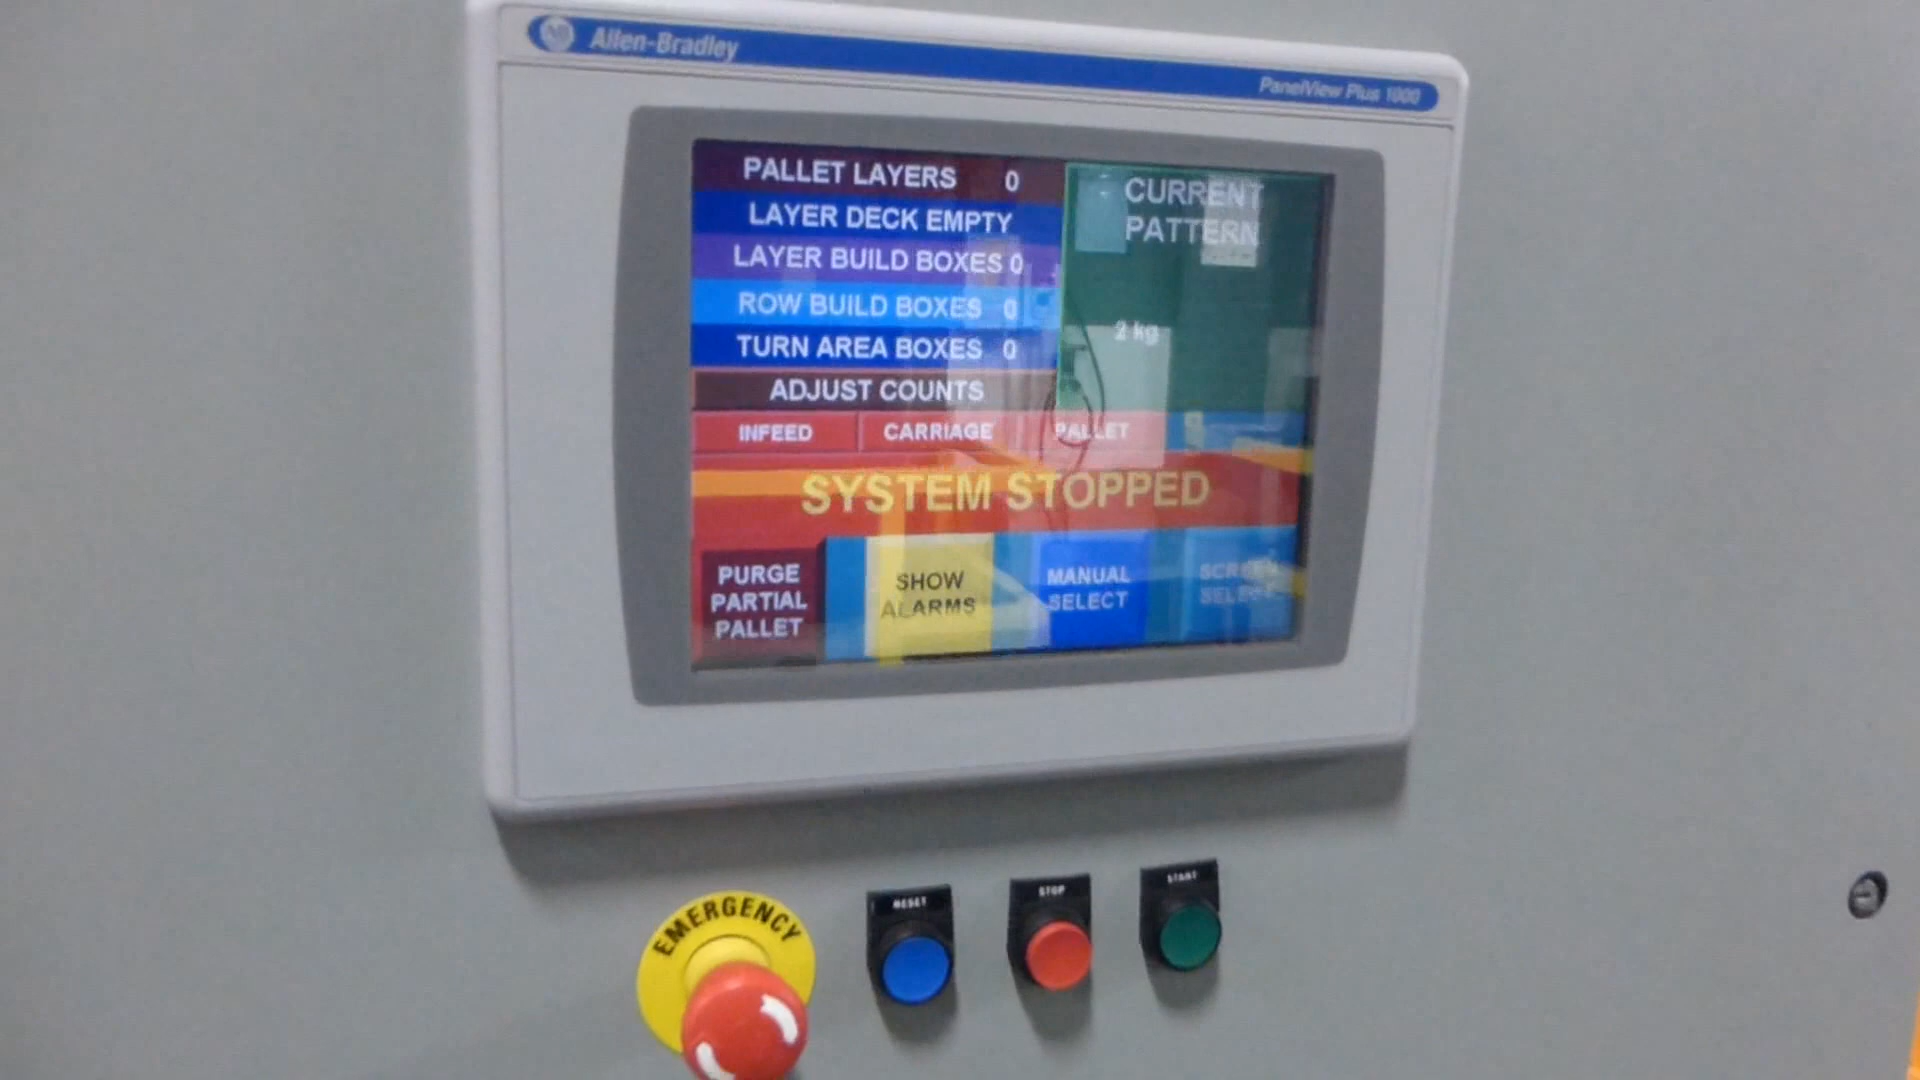 Allen-Bradley
PanelView Plus 1000
PALLET LAYERS 0
LAYER DECK EMPTY
LAYER BUILD BOXES 0
ROW BUILD BOXES 0
TURN AREA BOXES 0
ADJUST COUNTS
CURRENT
PATTERN
2 kg
INFEED
CARRIAGE
PALLET
SYSTEM STOPPED
PURGE
PARTIAL
PALLET
SHOW
ALARMS
MANUAL
SELECT
SCREEN
SELECT
EMERGENCY
RESET
STOP
START